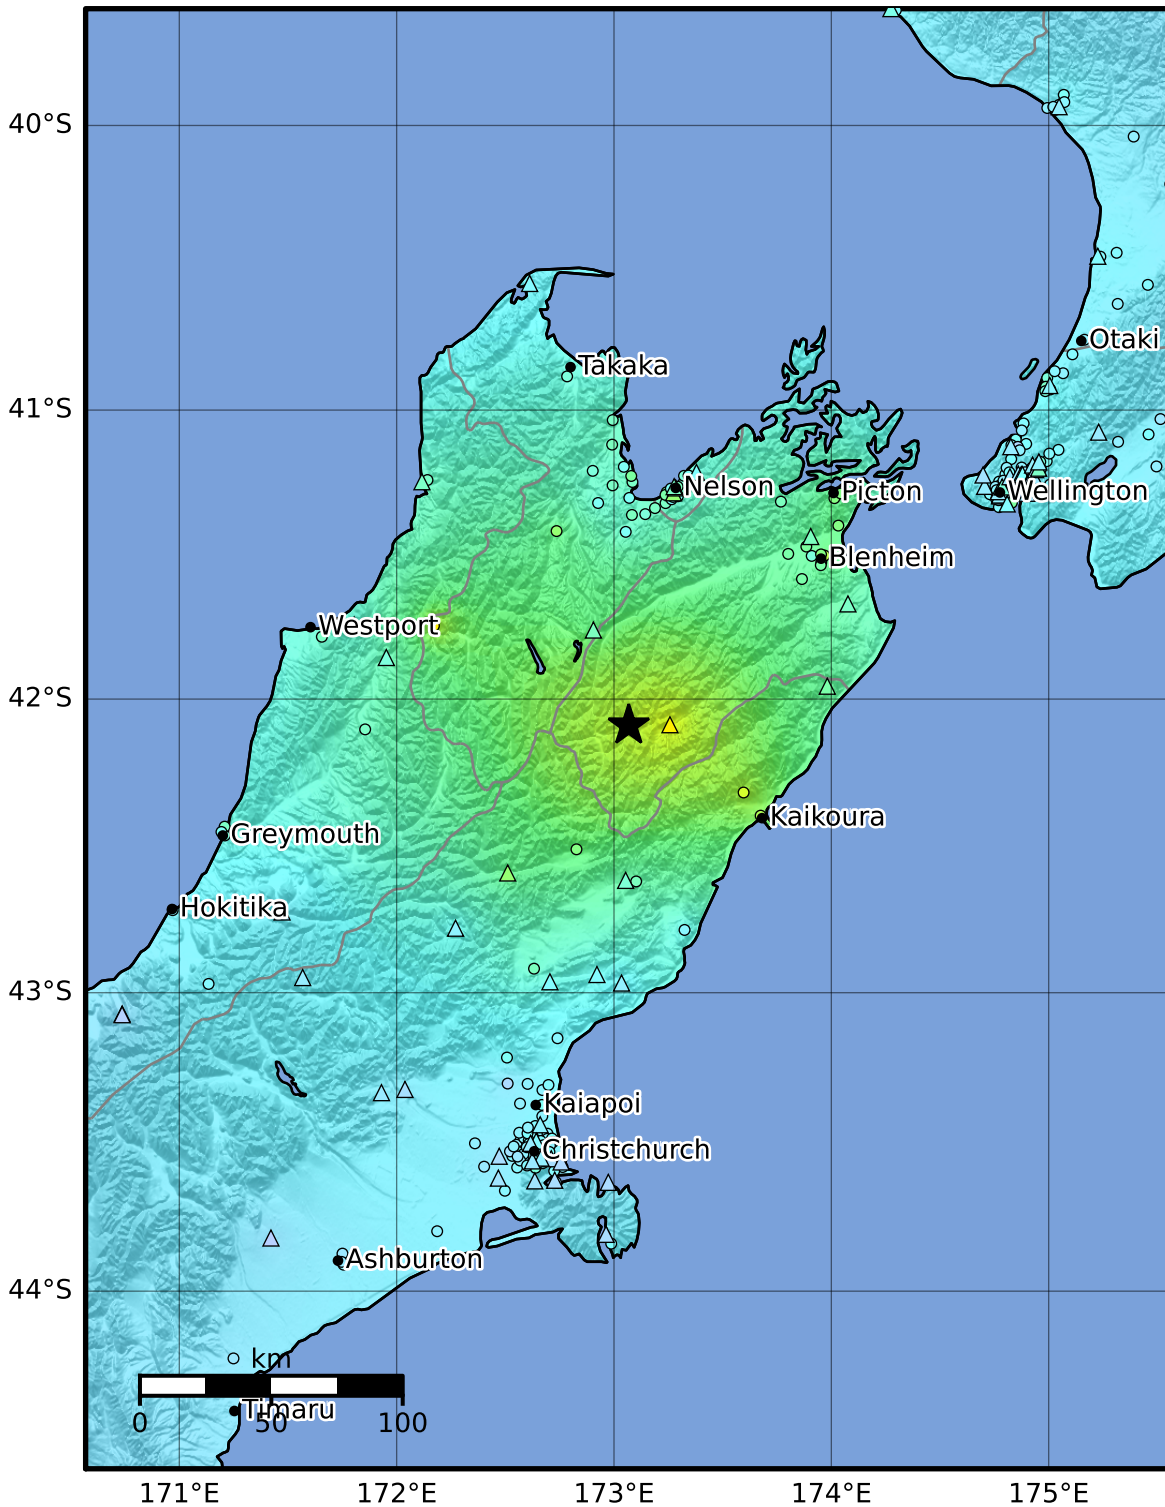 40°S
Otaki
Takaka
41°S
Nelson
Picton
Wellington
Blenheim
Westport
42°S
Kaikoura
Greymouth
Hokitika
43°S
Kaiapoi
Christchurch
Ashburton
44°S
km
Timaru
0 50 100
171°E 172°E 173°E 174°E 175°E